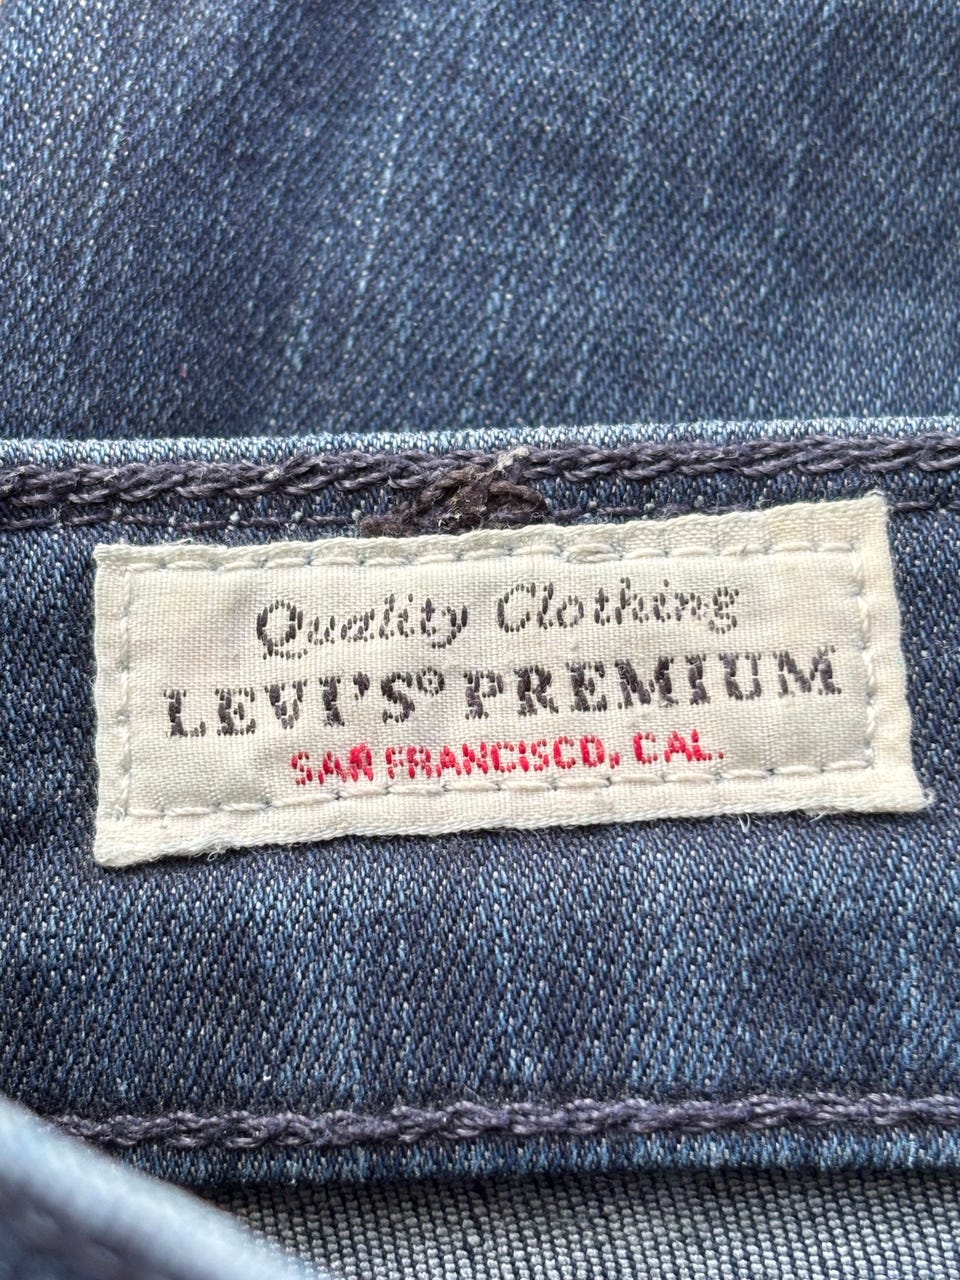 Quality Clothing
LEVI'S® PREMIUM
SAN FRANCISCO, CAL.